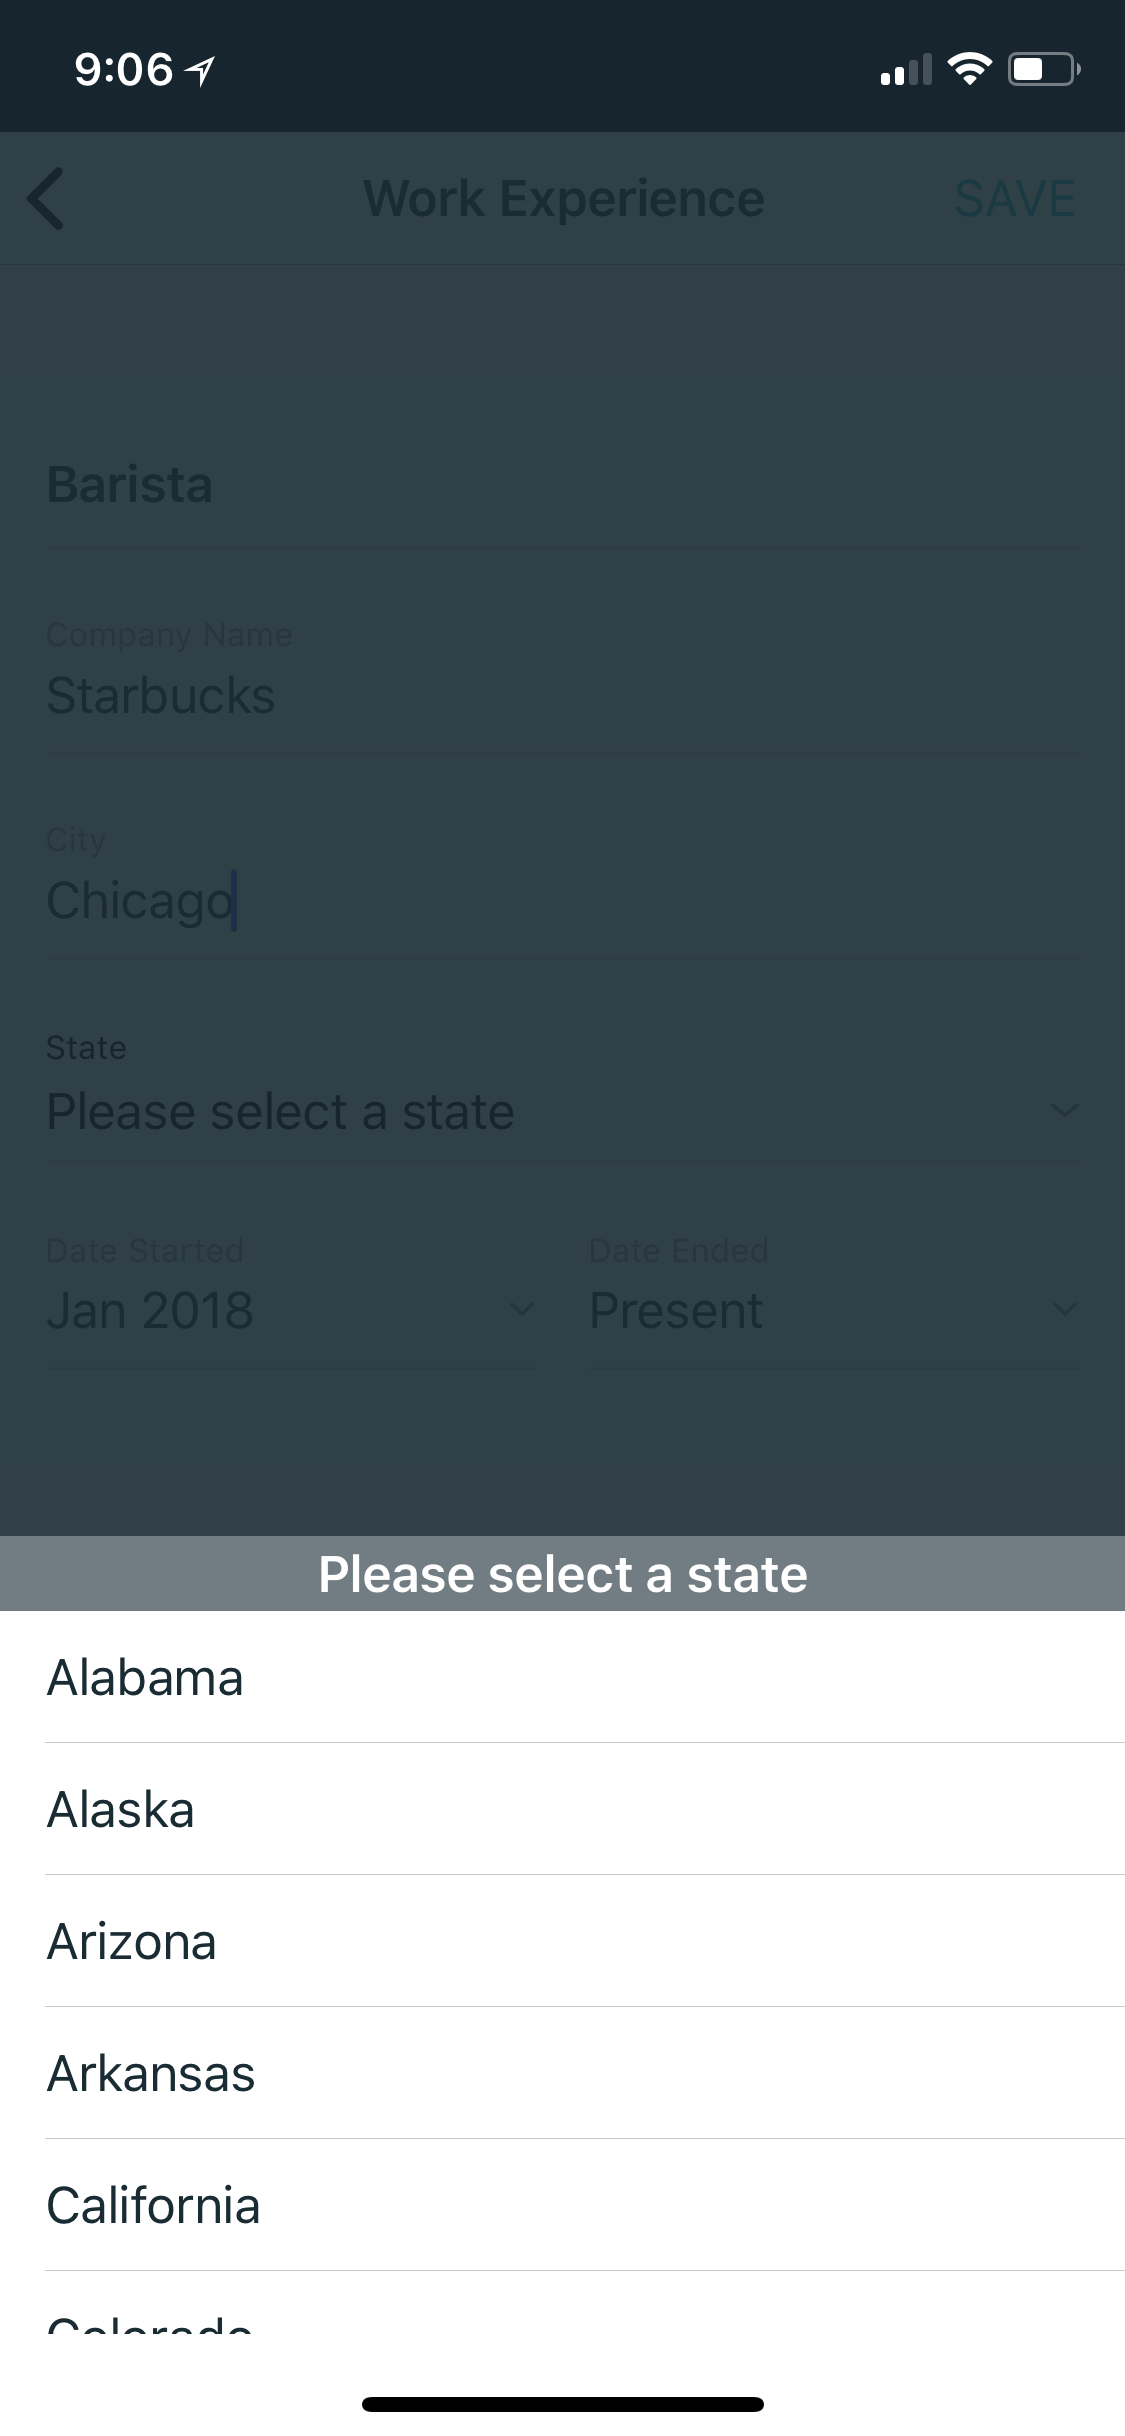 9:06
Work Experience SAVE
Barista
Company Name
Starbucks
City
Chicago
State
Please select a state
Date Started Date Ended
Jan 2018 Present
Please select a state
Alabama
Alaska
Arizona
Arkansas
California
Colorado